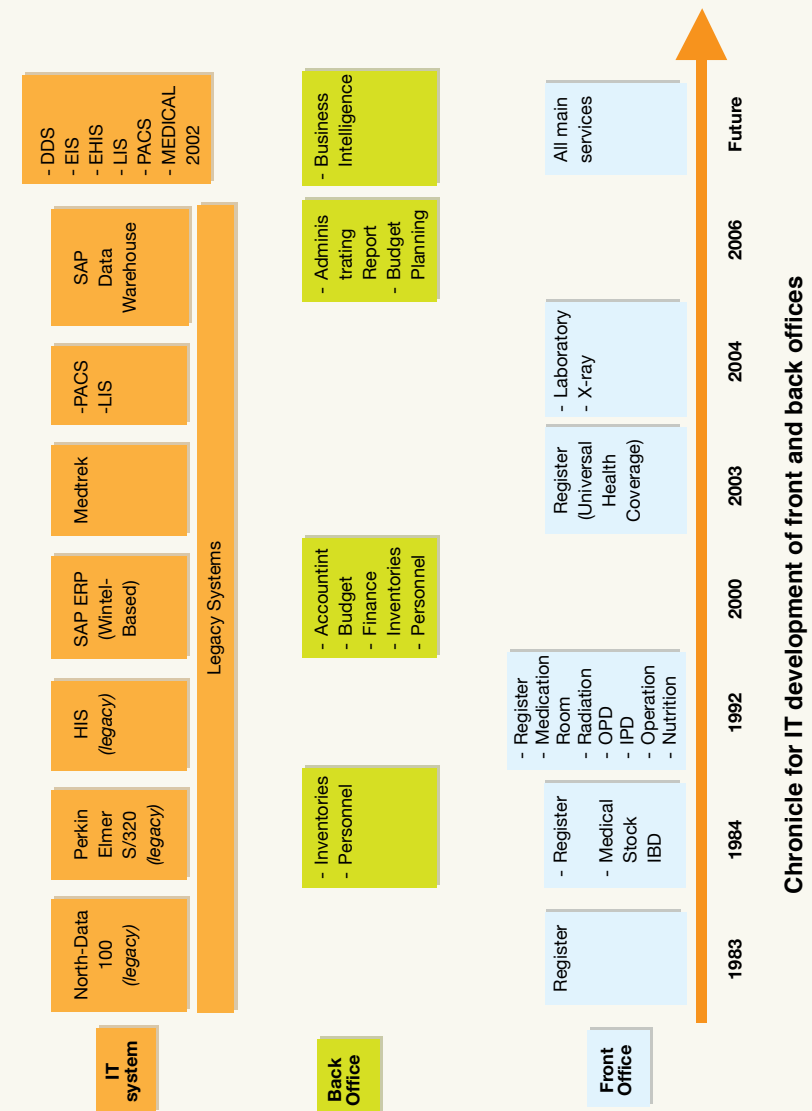 IT
system
North-Data
100
(legacy)
Perkin
Elmer
S/320
(legacy)
HIS
(legacy)
SAP ERP
(Wintel-
Based)
Medtrek
-PACS
-LIS
SAP
Data
Warehouse
- DDS
- EIS
- EHIS
- LIS
- PACS
- MEDICAL
2002
Legacy Systems
Back
Office
- Inventories
- Personnel
- Accountint
- Budget
- Finance
- Inventories
- Personnel
- Adminis
trating
Report
- Budget
Planning
- Business
Intelligence
Front
Office
Register
- Register
- Medical
Stock
IBD
- Register
- Medication
Room
- Radiation
- OPD
- IPD
- Operation
- Nutrition
Register
(Universal
Health
Coverage)
- Laboratory
- X-ray
All main
services
1983
1984
1992
2000
2003
2004
2006
Future
Chronicle for IT development of front and back offices